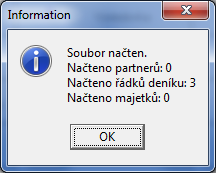 Information
Soubor načten.
Načteno partnerů: 0
Načteno řádků deníku: 3
Načteno majetků: 0
OK